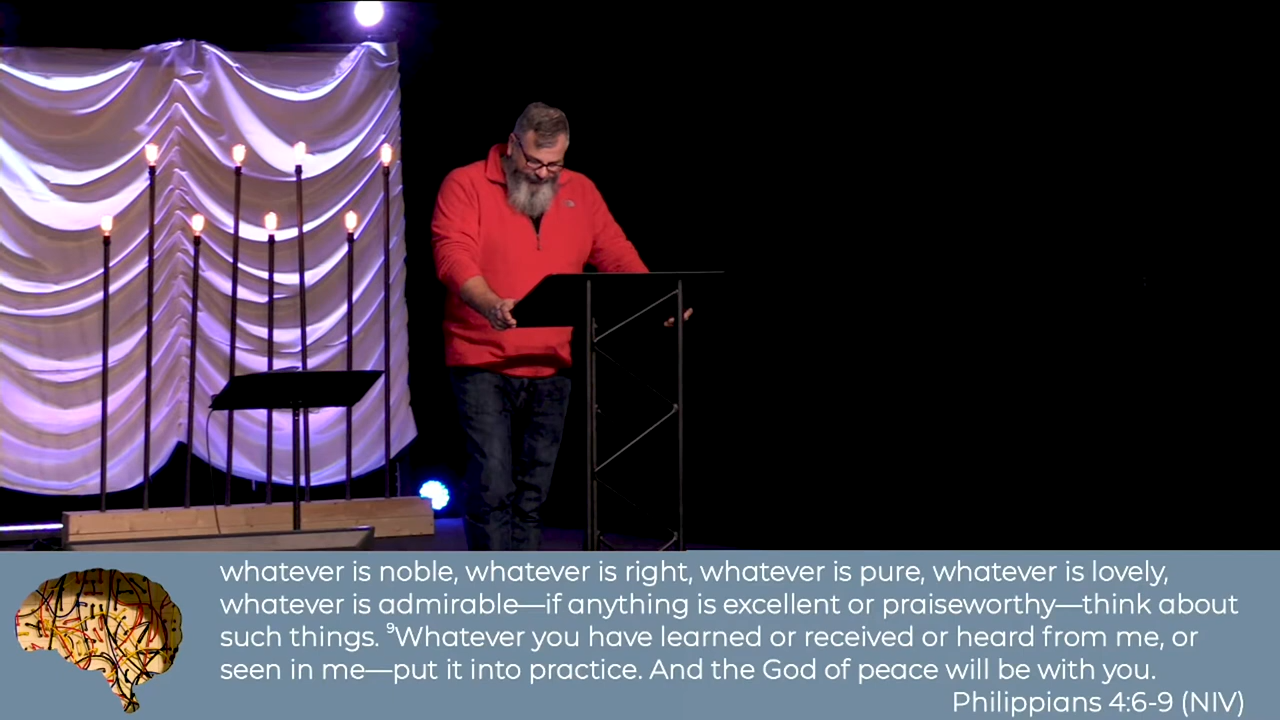 whatever is noble, whatever is right, whatever is pure, whatever is lovely,
whatever is admirable—if anything is excellent or praiseworthy—think about
such things. ⁹Whatever you have learned or received or heard from me, or
seen in me—put it into practice. And the God of peace will be with you.
Philippians 4:6-9 (NIV)